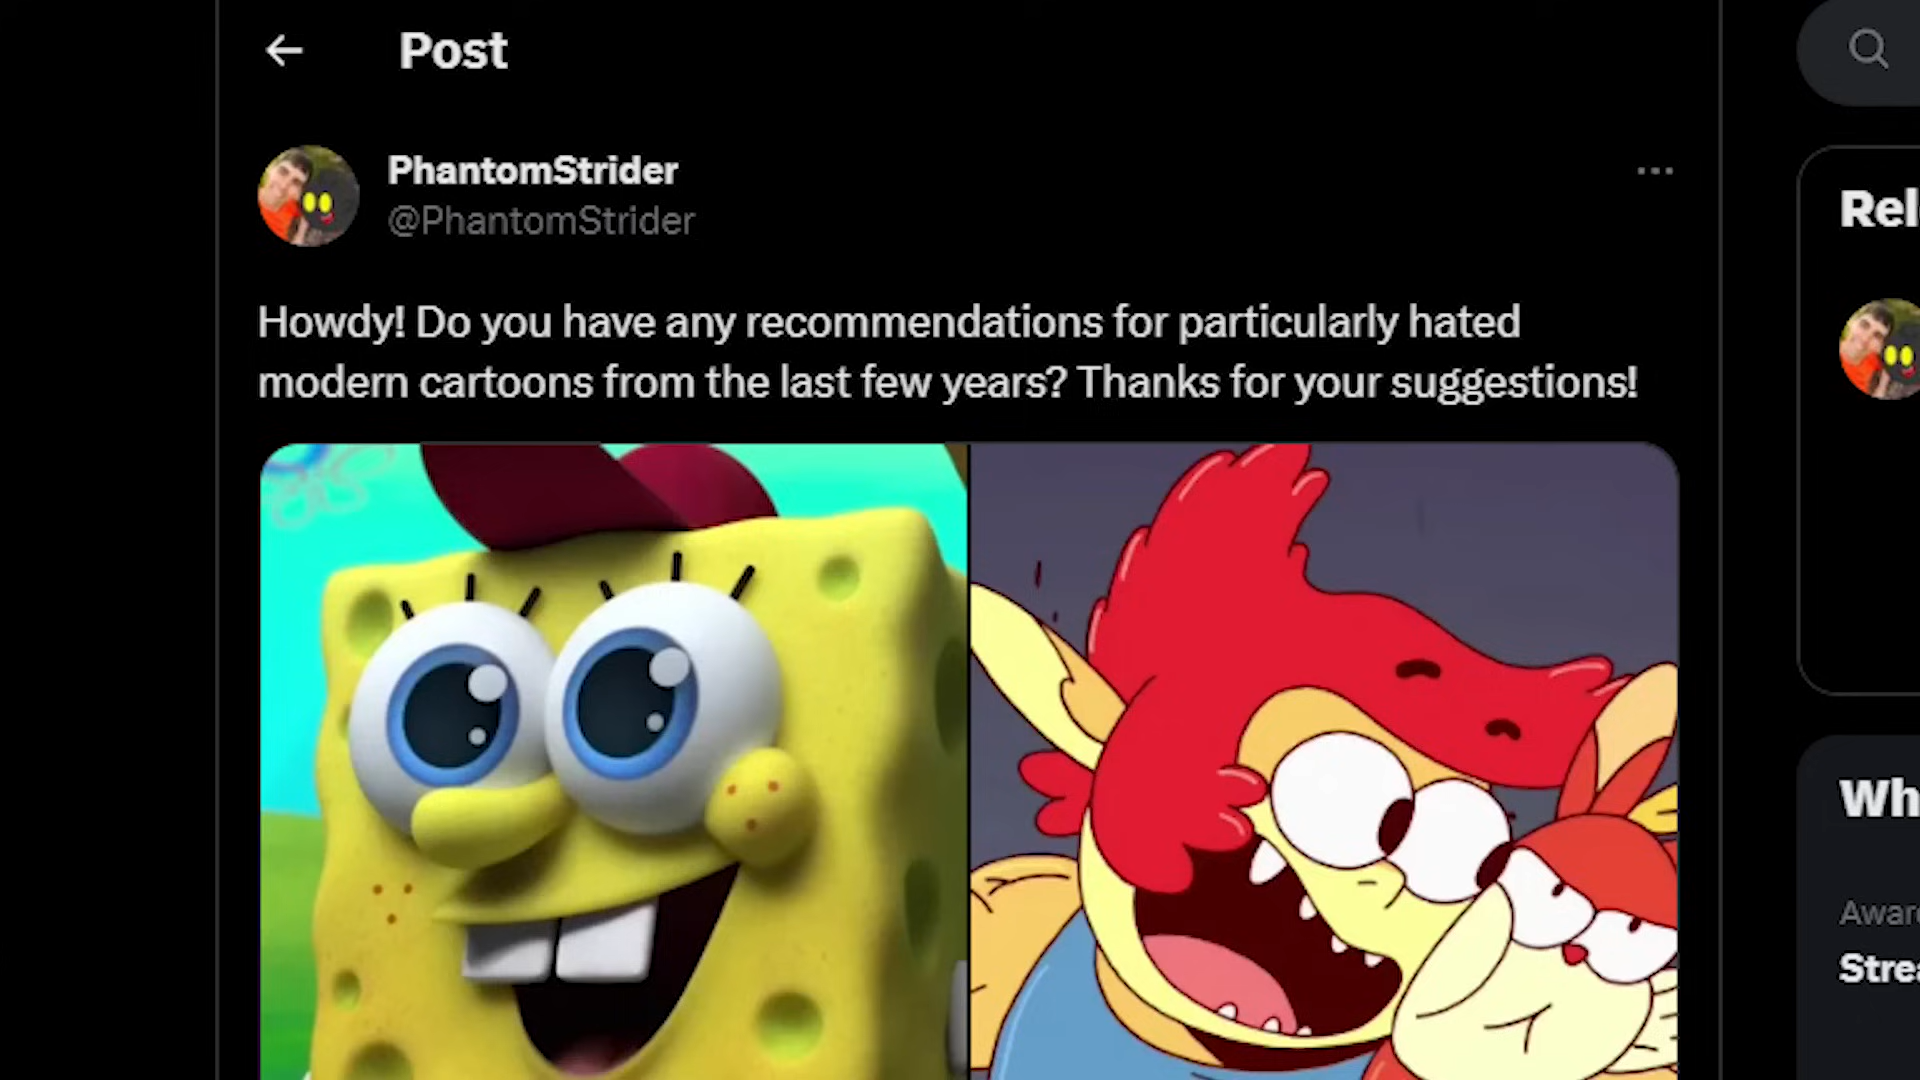 Post
PhantomStrider
@PhantomStrider
Howdy! Do you have any recommendations for particularly hated
modern cartoons from the last few years? Thanks for your suggestions!
Rel
Wh
Awar
Strea